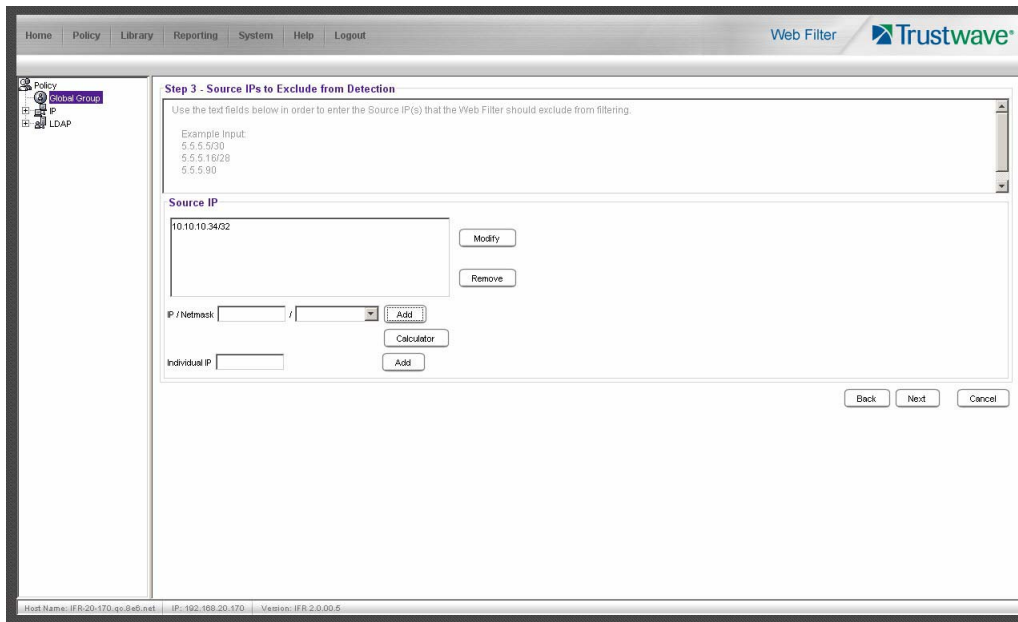 Home Policy Library Reporting System Help Logout
Web Filter Trustwave®
Policy
Global Group
IP
LDAP
Step 3 - Source IPs to Exclude from Detection
Use the text fields below in order to enter the Source IP(s) that the Web Filter should exclude from filtering.
Example Input:
5.5.5.5/30
5.5.5.16/28
5.5.5.90
Source IP
10.10.10.34/32
Modify
Remove
IP / Netmask / Add
Calculator
Individual IP Add
Back Next Cancel
Host Name: IFR-20-170.qc.8e6.net IP: 192.168.20.170 Version: IFR 2.0.00.5